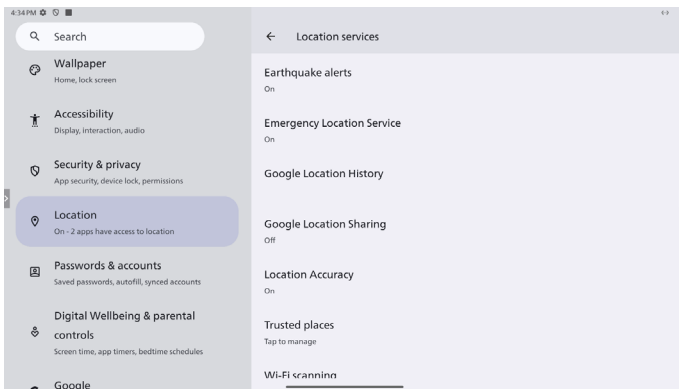 4:34 PM
Search
Wallpaper
Home, lock screen
Accessibility
Display, interaction, audio
Security & privacy
App security, device lock, permissions
Location
On - 2 apps have access to location
Passwords & accounts
Saved passwords, autofill, synced accounts
Digital Wellbeing & parental
controls
Screen time, app timers, bedtime schedules
Google
Location services
Earthquake alerts
On
Emergency Location Service
On
Google Location History
Google Location Sharing
Off
Location Accuracy
On
Trusted places
Tap to manage
Wi-Fi scanning